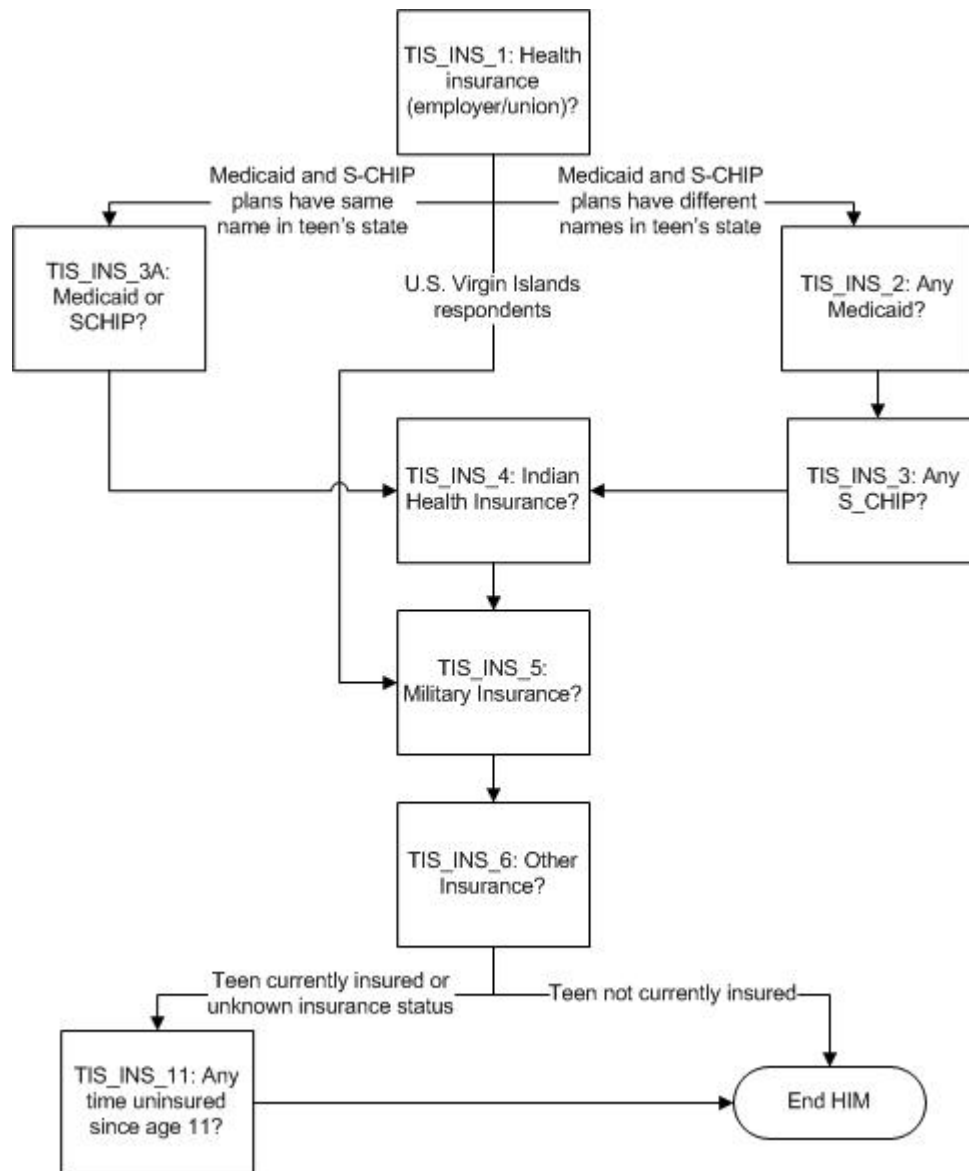 TIS_INS_1: Health
insurance
(employer/union)?
Medicaid and S-CHIP
plans have same
name in teen's state
Medicaid and S-CHIP
plans have different
names in teen's state
TIS_INS_3A:
Medicaid or
SCHIP?
U.S. Virgin Islands
respondents
TIS_INS_2: Any
Medicaid?
TIS_INS_4: Indian
Health Insurance?
TIS_INS_3: Any
S_CHIP?
TIS_INS_5:
Military Insurance?
TIS_INS_6: Other
Insurance?
Teen currently insured or
unknown insurance status
Teen not currently insured
TIS_INS_11: Any
time uninsured
since age 11?
End HIM